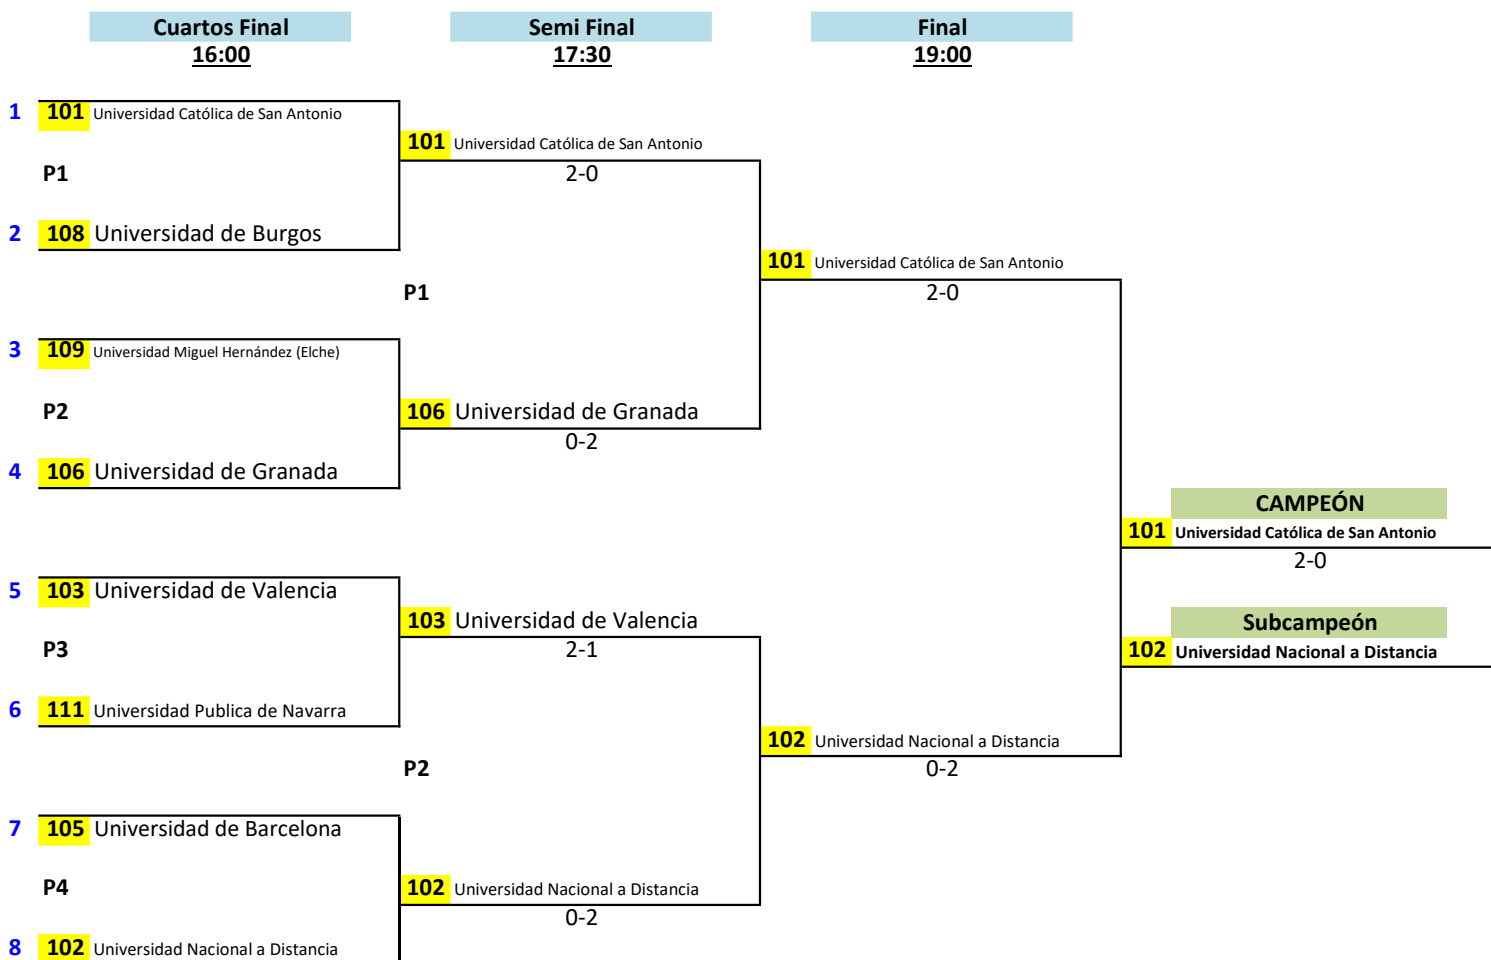 Cuartos Final Semi Final Final
16:00 17:30 19:00
1 101 Universidad Católica de San Antonio
101 Universidad Católica de San Antonio
P1 2-0
2 108 Universidad de Burgos
101 Universidad Católica de San Antonio
P1 2-0
3 109 Universidad Miguel Hernández (Elche)
P2 106 Universidad de Granada
0-2
4 106 Universidad de Granada
CAMPEÓN
101 Universidad Católica de San Antonio
2-0
5 103 Universidad de Valencia
103 Universidad de Valencia Subcampeón
P3 2-1 102 Universidad Nacional a Distancia
6 111 Universidad Publica de Navarra
102 Universidad Nacional a Distancia
P2 0-2
7 105 Universidad de Barcelona
P4 102 Universidad Nacional a Distancia
0-2
8 102 Universidad Nacional a Distancia